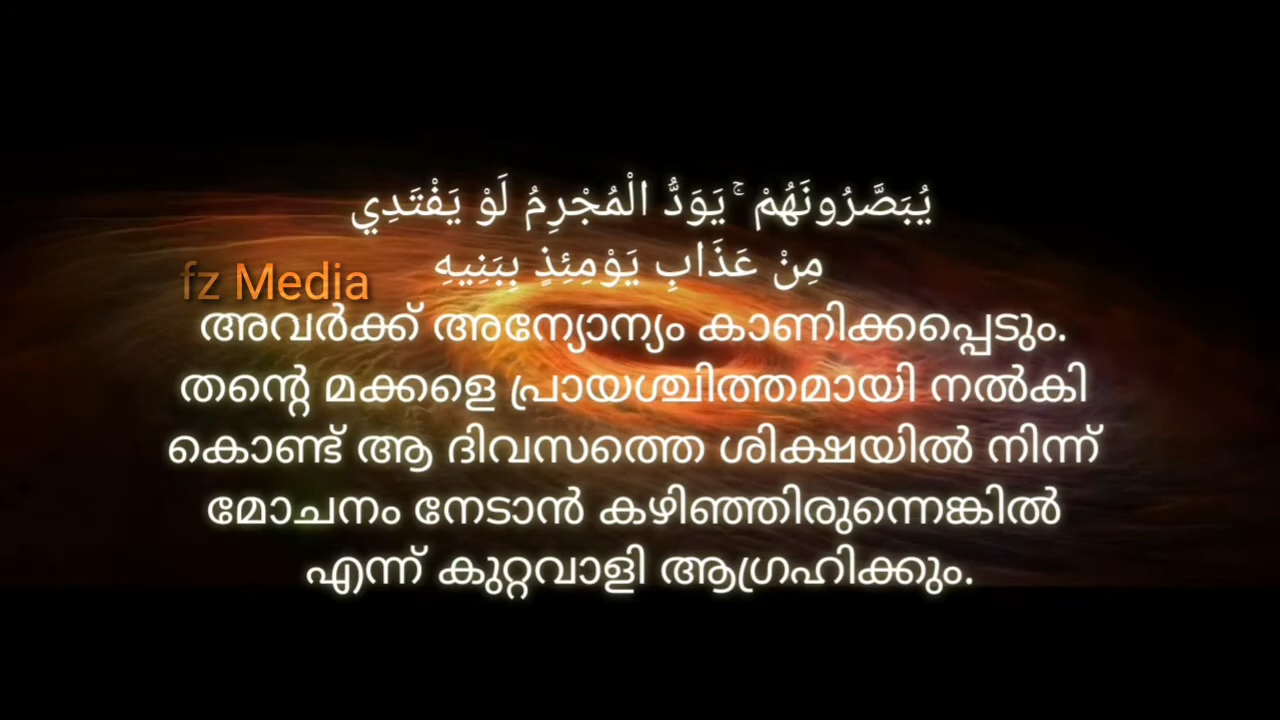 يُبَصَّرُونَهُمْ ۚ يَوَدُّ الْمُجْرِمُ لَوْ يَفْتَدِي
مِنْ عَذَابِ يَوْمِئِذٍ بِبَنِيهِ
fz Media
അവർക്ക് അന്യോന്യം കാണിക്കപ്പെടും.
തന്റെ മക്കളെ പ്രായശ്ചിത്തമായി നൽകി
കൊണ്ട് ആ ദിവസത്തെ ശിക്ഷയിൽ നിന്ന്
മോചനം നേടാൻ കഴിഞ്ഞിരുന്നെങ്കിൽ
എന്ന് കുറ്റവാളി ആഗ്രഹിക്കും.